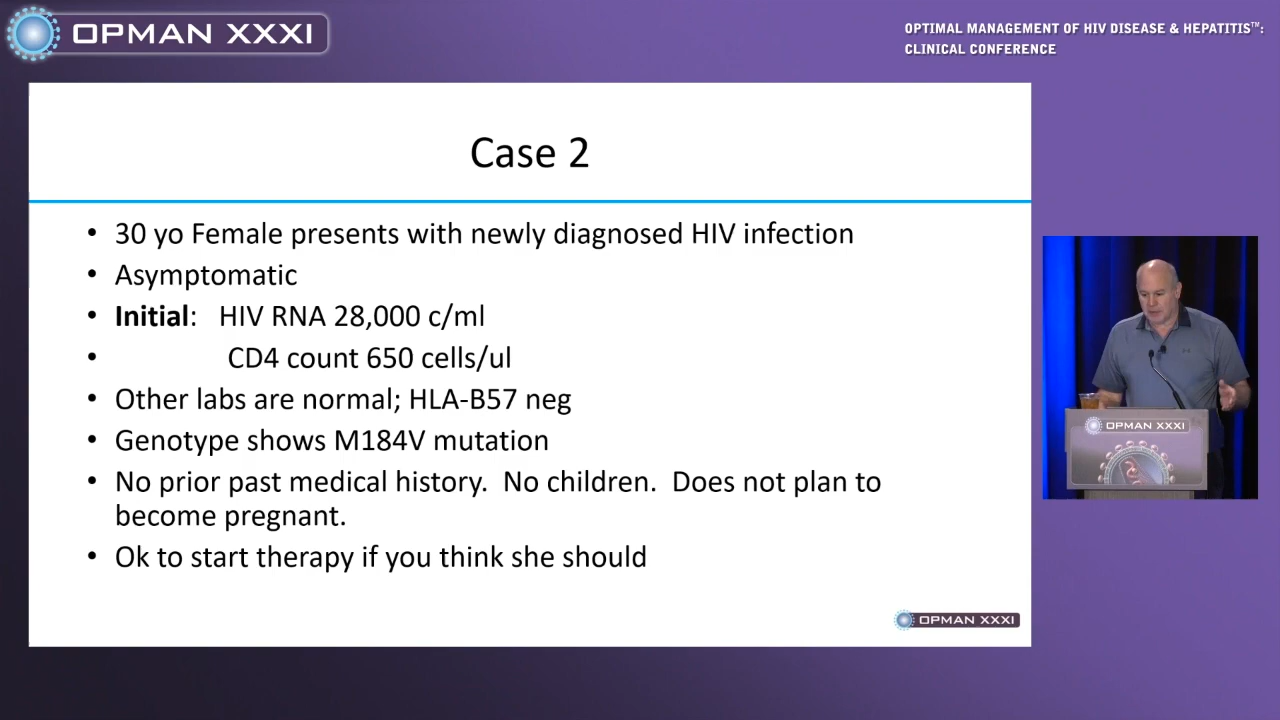 OPMAN XXXI
OPTIMAL MANAGEMENT OF HIV DISEASE & HEPATITIS™:
CLINICAL CONFERENCE
Case 2
• 30 yo Female presents with newly diagnosed HIV infection
• Asymptomatic
• Initial: HIV RNA 28,000 c/ml
• CD4 count 650 cells/ul
• Other labs are normal; HLA-B57 neg
• Genotype shows M184V mutation
• No prior past medical history. No children. Does not plan to
become pregnant.
• Ok to start therapy if you think she should
OPMAN XXXI
OPMAN XXXI